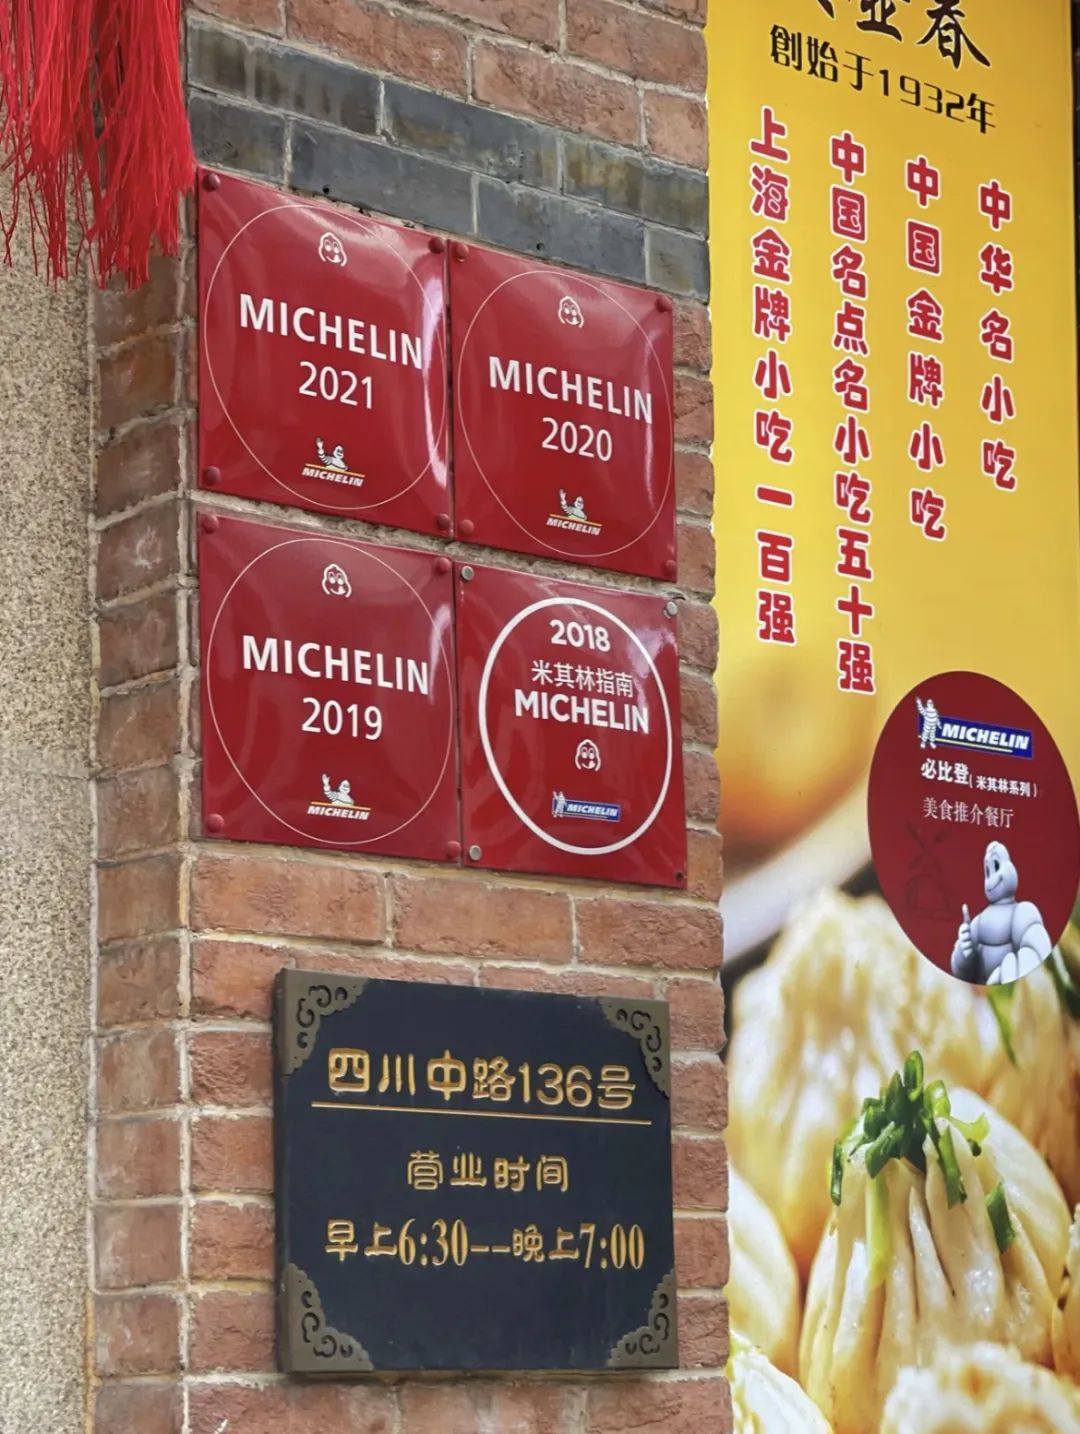 MICHELIN
2021
MICHELIN
MICHELIN
2020
MICHELIN
MICHELIN
2019
MICHELIN
2018
米其林指南
MICHELIN
MICHELIN
四川中路136号
营业时间
早上6:30--晚上7:00
壶春
創始于1932年
上海金牌小吃一百强
中国名点名小吃五十强
中国金牌小吃
中华名小吃
MICHELIN
必比登(米其林系列)
美食推介餐厅